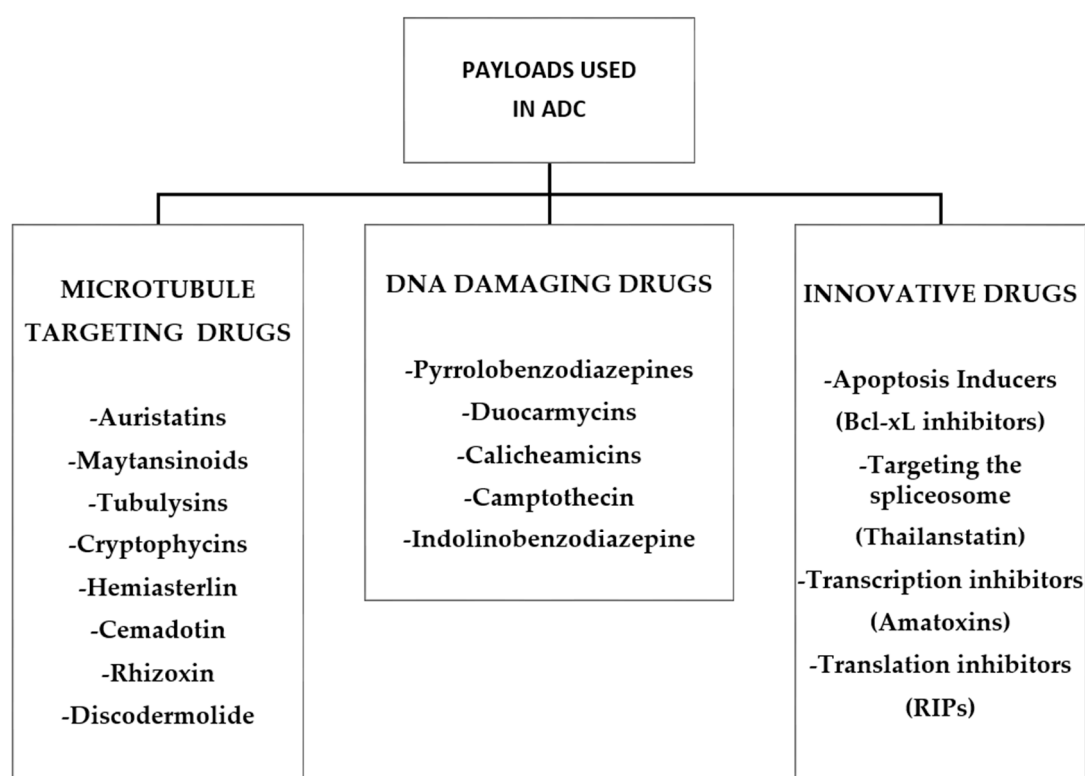 PAYLOADS USED
IN ADC
MICROTUBULE
TARGETING DRUGS
-Auristatins
-Maytansinoids
-Tubulysins
-Cryptophycins
-Hemiasterlin
-Cemadotin
-Rhizoxin
-Discodermolide
DNA DAMAGING DRUGS
-Pyrrolobenzodiazepines
-Duocarmycins
-Calicheamicins
-Camptothecin
-Indolinobenzodiazepine
INNOVATIVE DRUGS
-Apoptosis Inducers
(Bcl-xL inhibitors)
-Targeting the
spliceosome
(Thailanstatin)
-Transcription inhibitors
(Amatoxins)
-Translation inhibitors
(RIPs)